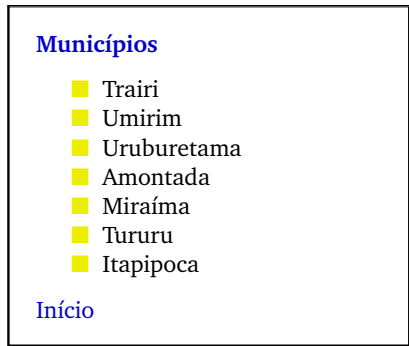 Municípios
Trairi
Umirim
Uruburetama
Amontada
Miraíma
Tururu
Itapipoca
Início